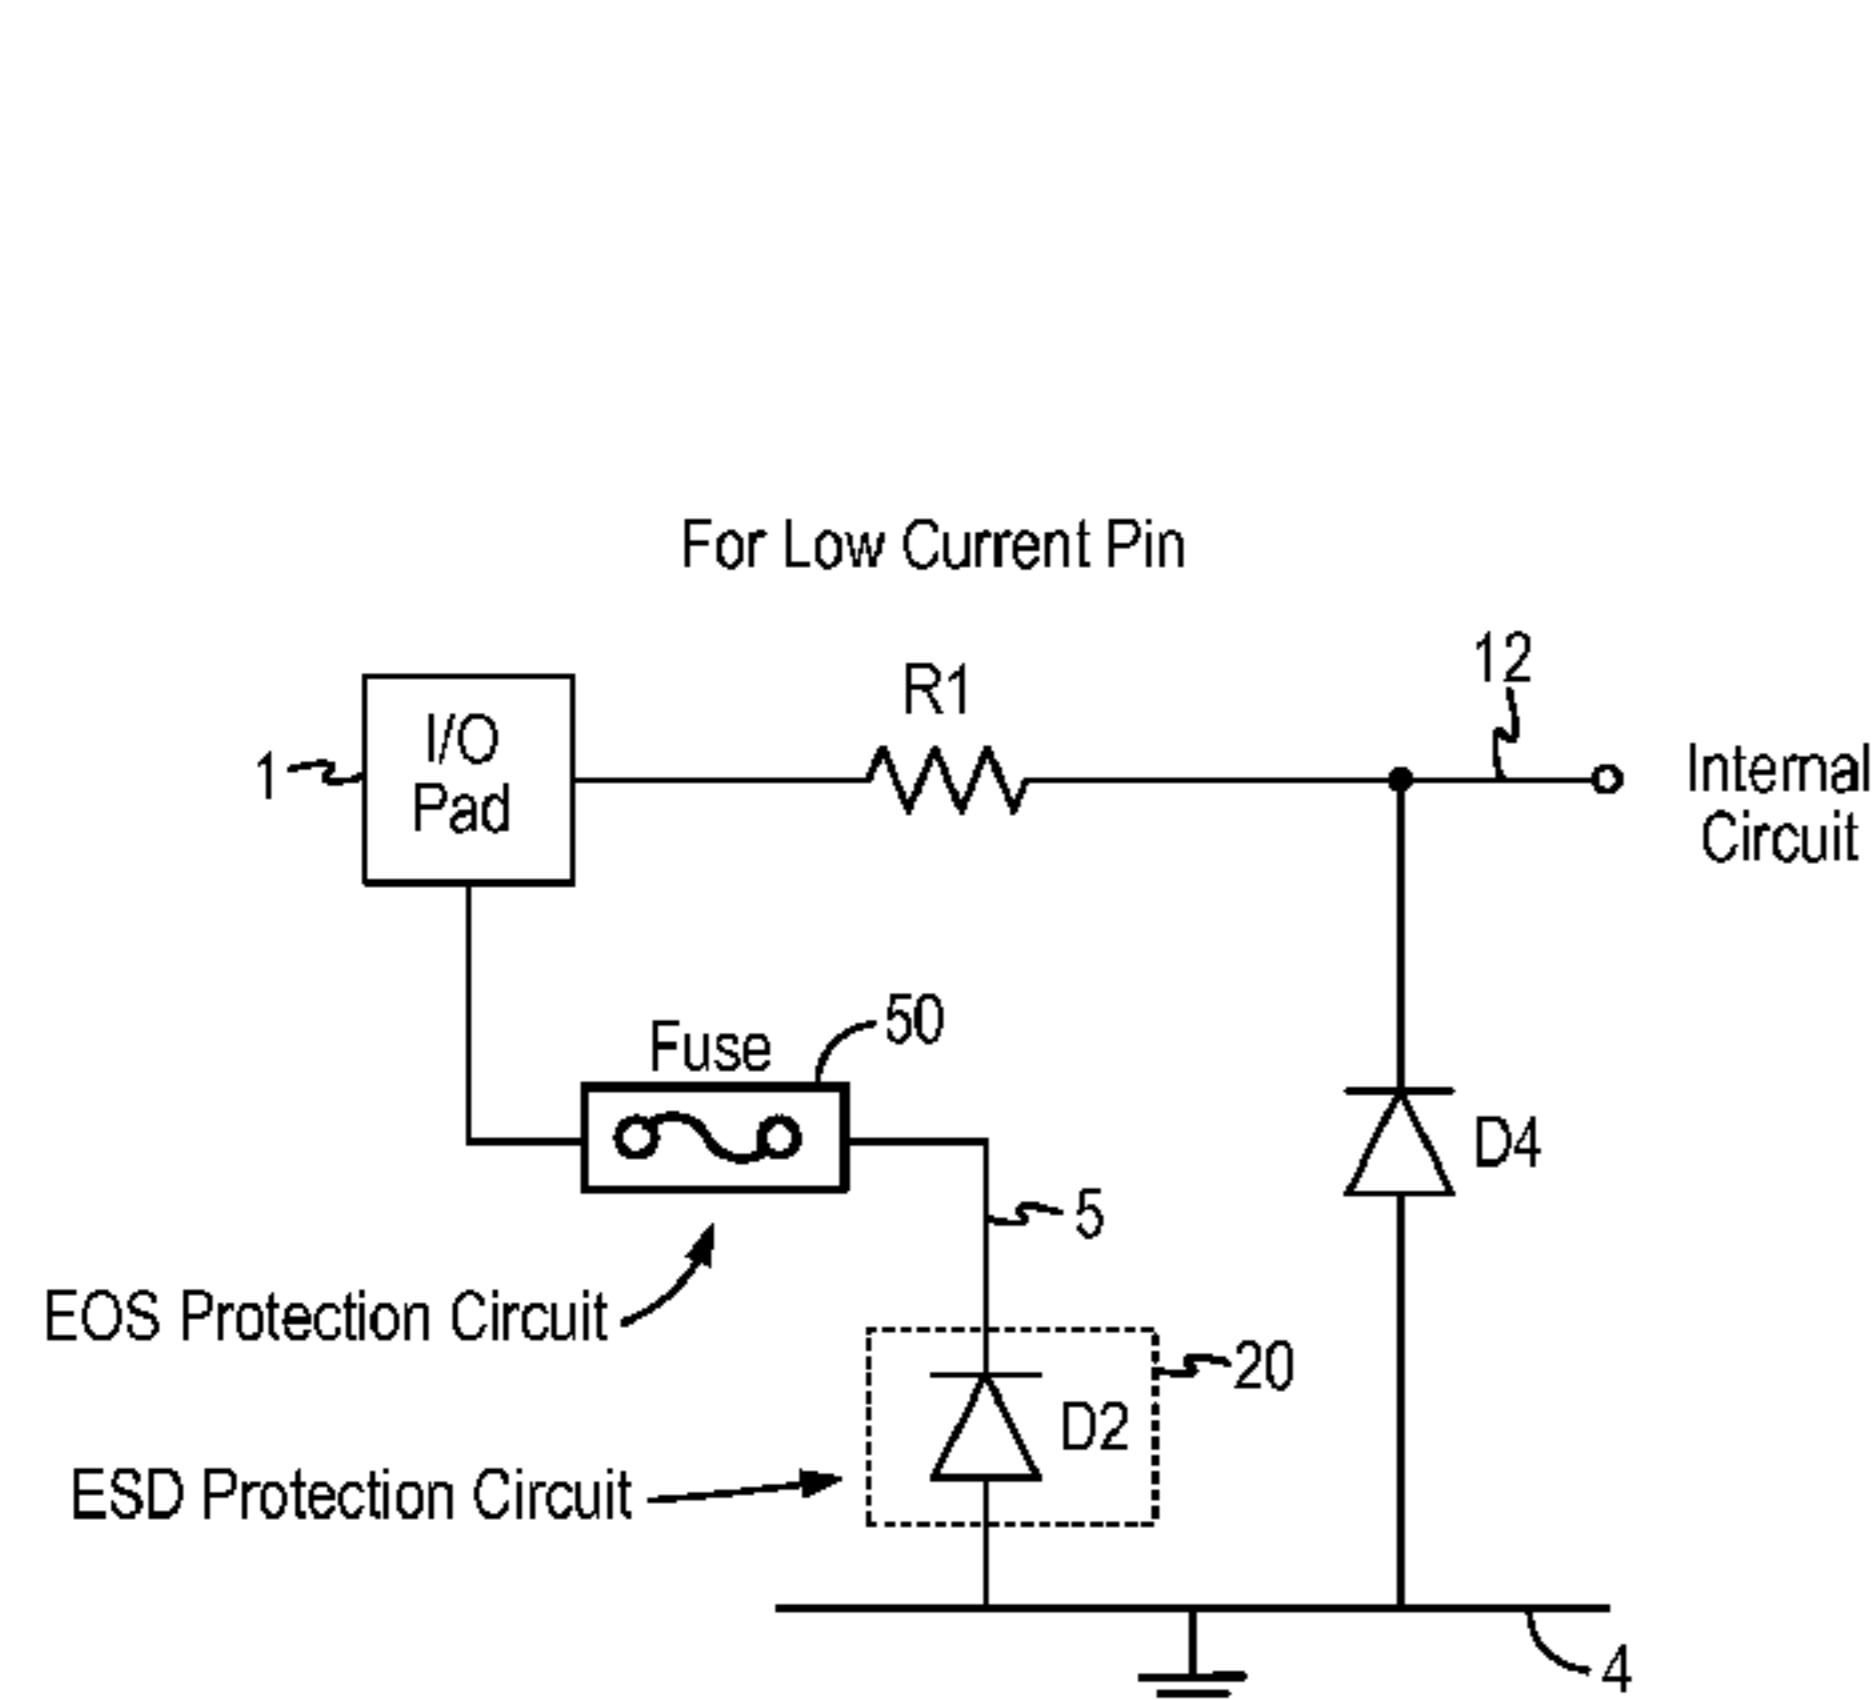 For Low Current Pin
R1
12
1
I/O
Pad
Internal
Circuit
Fuse
50
D4
5
EOS Protection Circuit
20
D2
ESD Protection Circuit
4